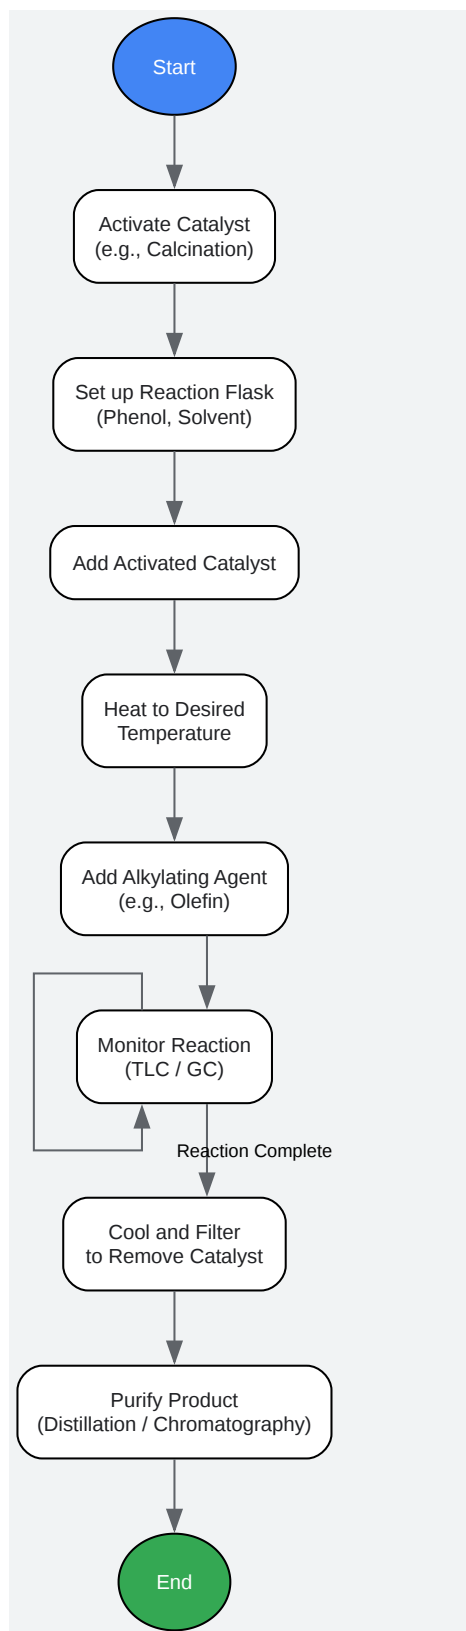 Start
Activate Catalyst
(e.g., Calcination)
Set up Reaction Flask
(Phenol, Solvent)
Add Activated Catalyst
Heat to Desired
Temperature
Add Alkylating Agent
(e.g., Olefin)
Monitor Reaction
(TLC / GC)
Reaction Complete
Cool and Filter
to Remove Catalyst
Purify Product
(Distillation / Chromatography)
End